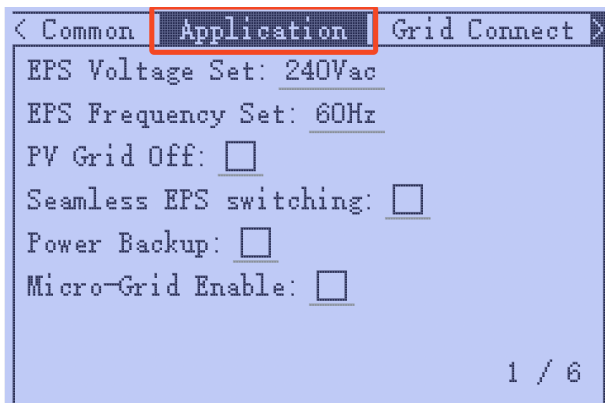 < Common Application Grid Connect >
EPS Voltage Set: 240Vac
EPS Frequency Set: 60Hz
PV Grid Off:
Seamless EPS switching:
Power Backup:
Micro-Grid Enable:
1 / 6